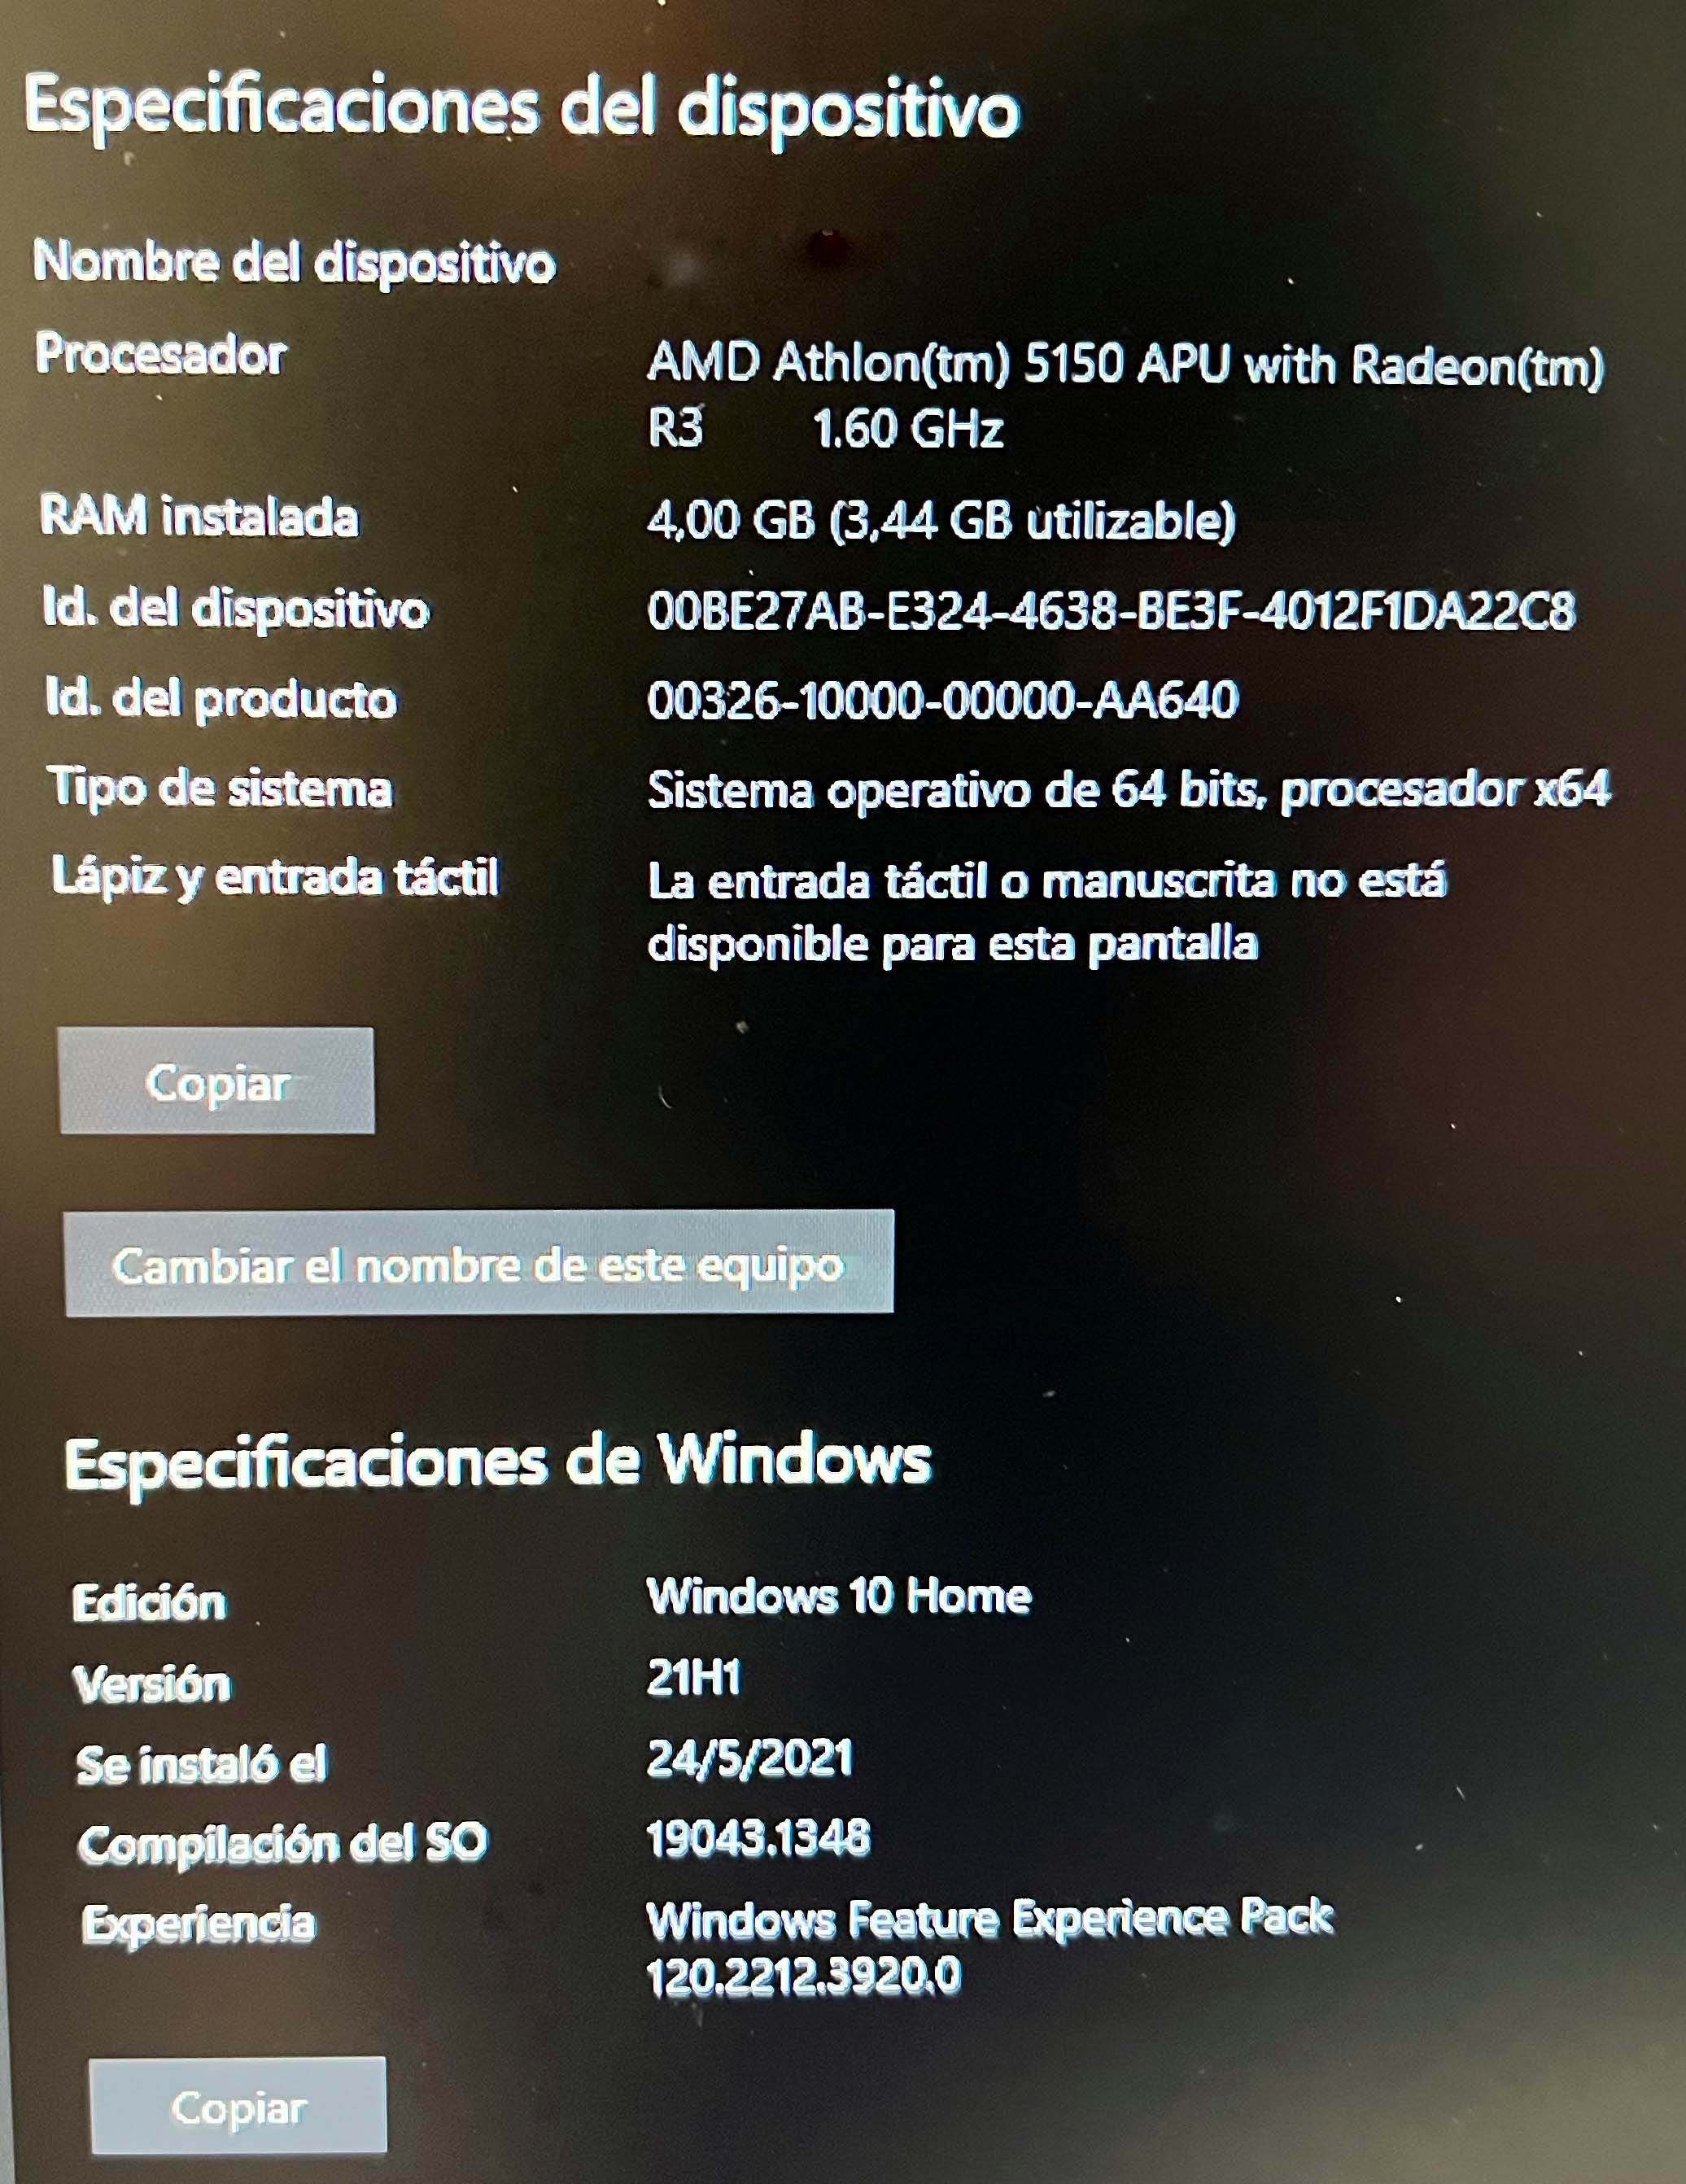 Especificaciones del dispositivo
Nombre del dispositivo
Procesador
AMD Athlon(tm) 5150 APU with Radeon(tm)
R3 1.60 GHz
RAM instalada
4,00 GB (3,44 GB utilizable)
Id. del dispositivo
00BE27AB-E324-4638-BE3F-4012F1DA22C8
Id. del producto
00326-10000-00000-AA640
Tipo de sistema
Sistema operativo de 64 bits, procesador x64
Lápiz y entrada táctil
La entrada táctil o manuscrita no está
disponible para esta pantalla
Copiar
Cambiar el nombre de este equipo
Especificaciones de Windows
Edición
Windows 10 Home
Versión
21H1
Se instaló el
24/5/2021
Compilación del SO
19043.1348
Experiencia
Windows Feature Experience Pack
120.2212.3920.0
Copiar